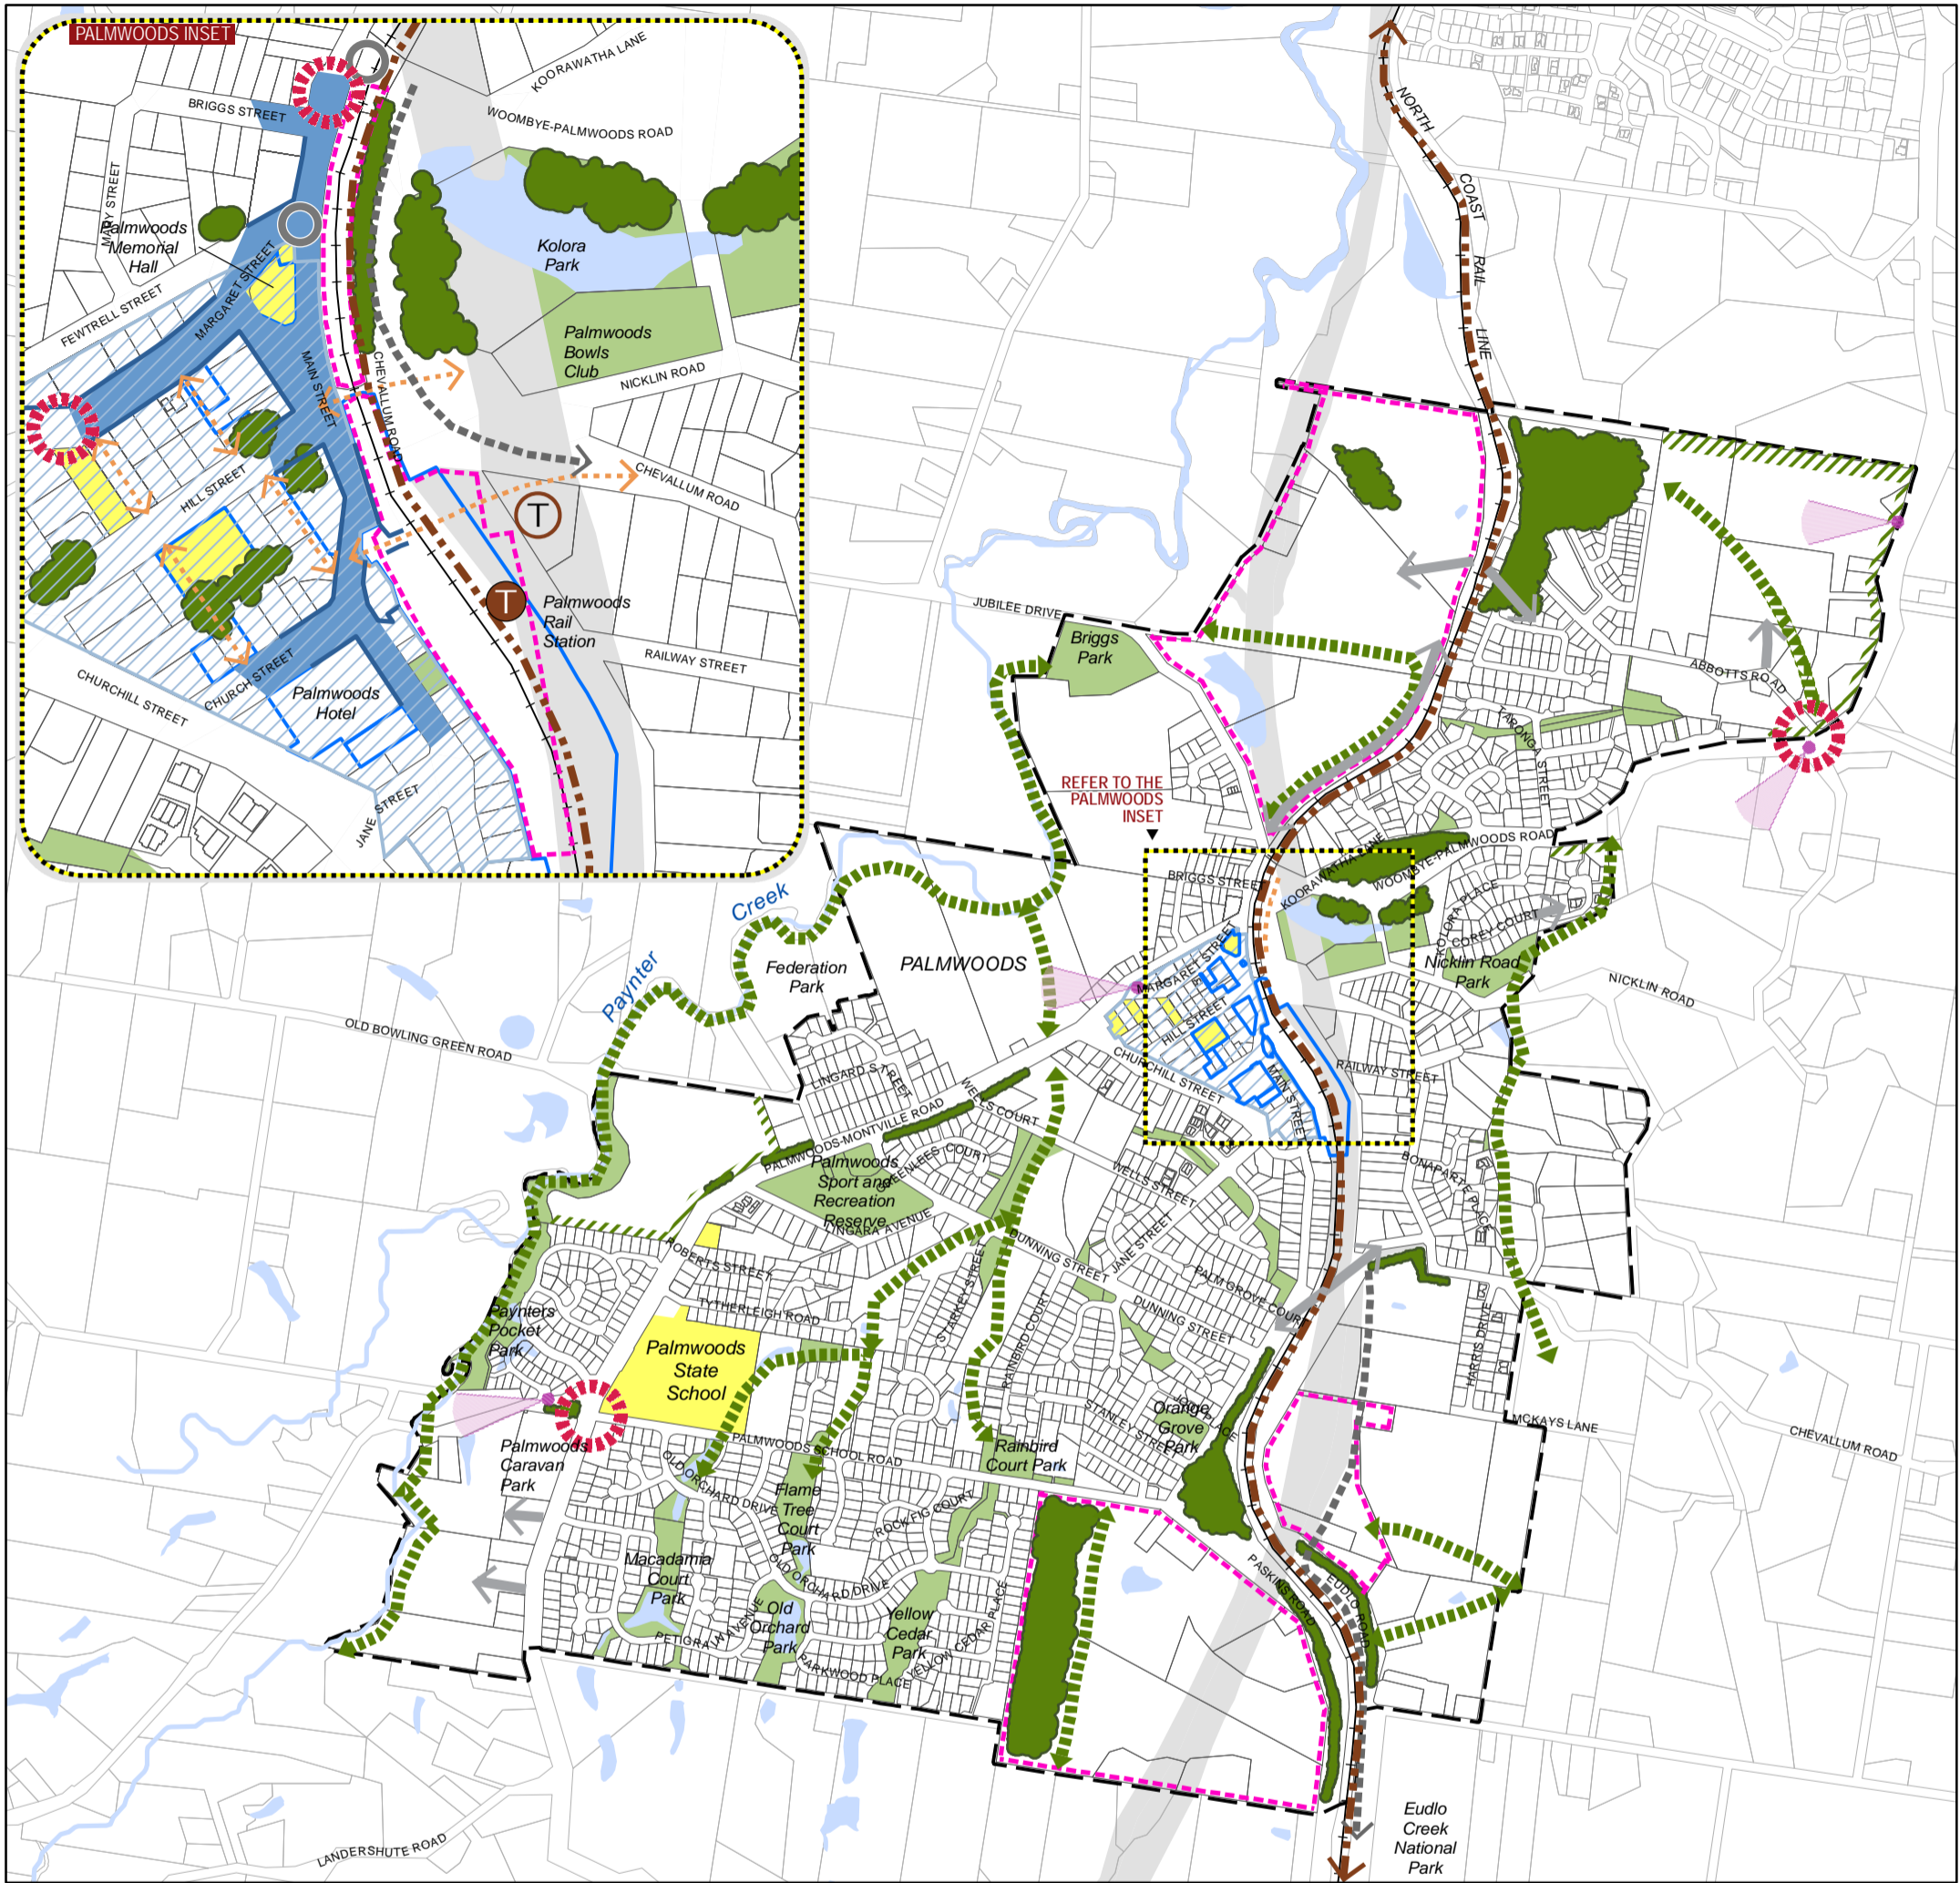 PALMWOODS INSET
KOORAWATHA LANE
BRIGGS STREET
WOOMBYE-PALMWOODS ROAD
MARY STREET
Palmwoods
Memorial
Hall
Kolora
Park
FEWTRELL STREET
MARGARET STREET
MAIN STREET
CHEVALLUM ROAD
Palmwoods
Bowls
Club
NICKLIN ROAD
HILL STREET
CHEVALLUM ROAD
T
T
Palmwoods
Rail
Station
RAILWAY STREET
CHURCHILL STREET
CHURCH STREET
Palmwoods
Hotel
JANE STREET
NORTH
COAST
RAIL
LINE
JUBILEE DRIVE
Briggs
Park
ABBOTTS ROAD
TARONGA STREET
REFER TO THE
PALMWOODS
INSET
BRIGGS STREET
KOORAWATHA LANE
WOOMBYE-PALMWOODS ROAD
KOLORA PLACE
COREY COURT
Nicklin Road
Park
NICKLIN ROAD
Creek
Paynter
Federation
Park
PALMWOODS
MARGARET STREET
HILL STREET
CHURCHILL STREET
MAIN STREET
RAILWAY STREET
OLD BOWLING GREEN ROAD
LINGARD STREET
WELLS COURT
PALMWOODS-MONTVILLE ROAD
GREENLEES COURT
Palmwoods
Sport and
Recreation
Reserve
LINGARA AVENUE
WELLS STREET
BONAPARTE PLACE
ROBERTS STREET
TYTHERLEIGH ROAD
STARKE STREET
DUNNING STREET
JANE STREET
PALM GROVE COURT
DUNNING STREET
RAINBIRD COURT
HARRIS DRIVE
Paynters
Pocket
Park
Palmwoods
State
School
Orange
Grove
Park
STANLEY STREET
MCKAYS LANE
CHEVALLUM ROAD
Palmwoods
Caravan
Park
PALMWOODS SCHOOL ROAD
Rainbird
Court Park
OLD ORCHARD DRIVE
Flame
Tree
Court
Park
ROCK FIG COURT
Macadamia
Court
Park
OLD ORCHARD DRIVE
PASKINS ROAD
EUDLO ROAD
Old
Orchard
Park
Yellow
Cedar
Park
PETIGRAIN AVENUE
PARKWOOD PLACE
YELLOW CEDAR PLACE
Eudlo
Creek
National
Park
LANDERSHUTE ROAD